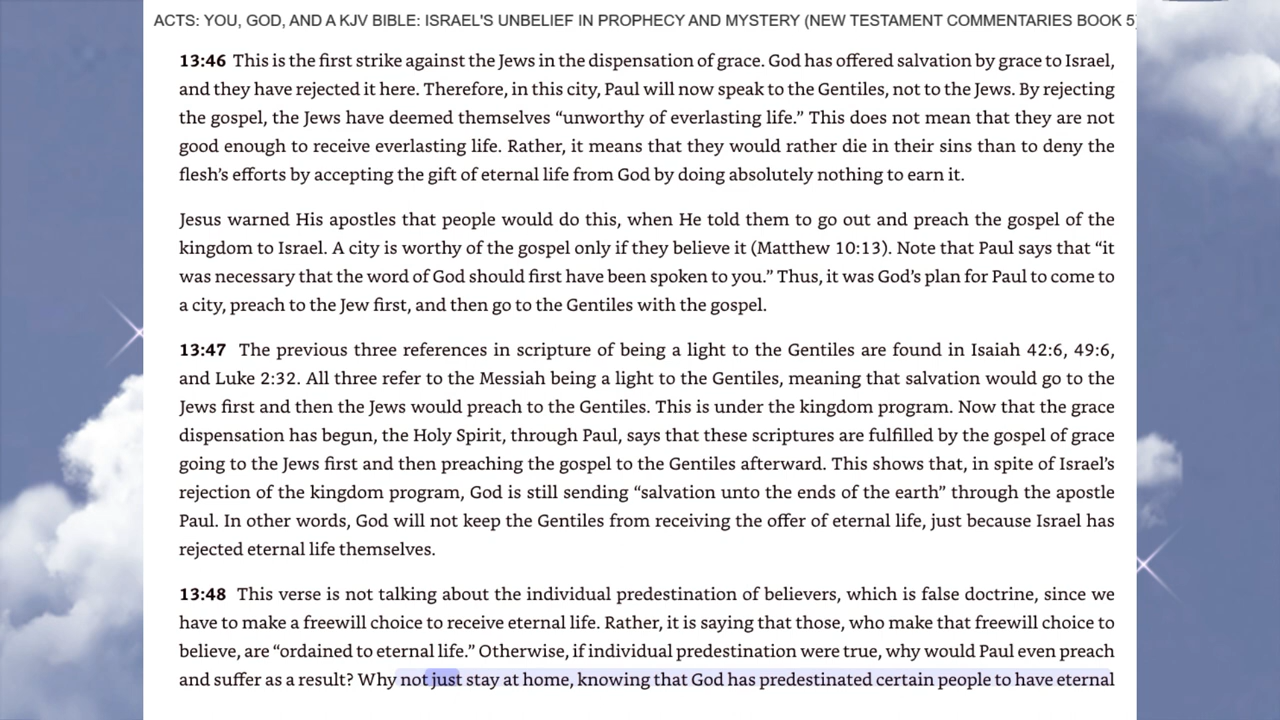 ACTS: YOU, GOD, AND A KJV BIBLE: ISRAEL'S UNBELIEF IN PROPHECY AND MYSTERY (NEW TESTAMENT COMMENTARIES BOOK 5)
13:46 This is the first strike against the Jews in the dispensation of grace. God has offered salvation by grace to Israel,
and they have rejected it here. Therefore, in this city, Paul will now speak to the Gentiles, not to the Jews. By rejecting
the gospel, the Jews have deemed themselves “unworthy of everlasting life.” This does not mean that they are not
good enough to receive everlasting life. Rather, it means that they would rather die in their sins than to deny the
flesh’s efforts by accepting the gift of eternal life from God by doing absolutely nothing to earn it.
Jesus warned His apostles that people would do this, when He told them to go out and preach the gospel of the
kingdom to Israel. A city is worthy of the gospel only if they believe it (Matthew 10:13). Note that Paul says that “it
was necessary that the word of God should first have been spoken to you.” Thus, it was God’s plan for Paul to come to
a city, preach to the Jew first, and then go to the Gentiles with the gospel.
13:47 The previous three references in scripture of being a light to the Gentiles are found in Isaiah 42:6, 49:6,
and Luke 2:32. All three refer to the Messiah being a light to the Gentiles, meaning that salvation would go to the
Jews first and then the Jews would preach to the Gentiles. This is under the kingdom program. Now that the grace
dispensation has begun, the Holy Spirit, through Paul, says that these scriptures are fulfilled by the gospel of grace
going to the Jews first and then preaching the gospel to the Gentiles afterward. This shows that, in spite of Israel’s
rejection of the kingdom program, God is still sending “salvation unto the ends of the earth” through the apostle
Paul. In other words, God will not keep the Gentiles from receiving the offer of eternal life, just because Israel has
rejected eternal life themselves.
13:48 This verse is not talking about the individual predestination of believers, which is false doctrine, since we
have to make a freewill choice to receive eternal life. Rather, it is saying that those, who make that freewill choice to
believe, are “ordained to eternal life.” Otherwise, if individual predestination were true, why would Paul even preach
and suffer as a result? Why not just stay at home, knowing that God has predestinated certain people to have eternal